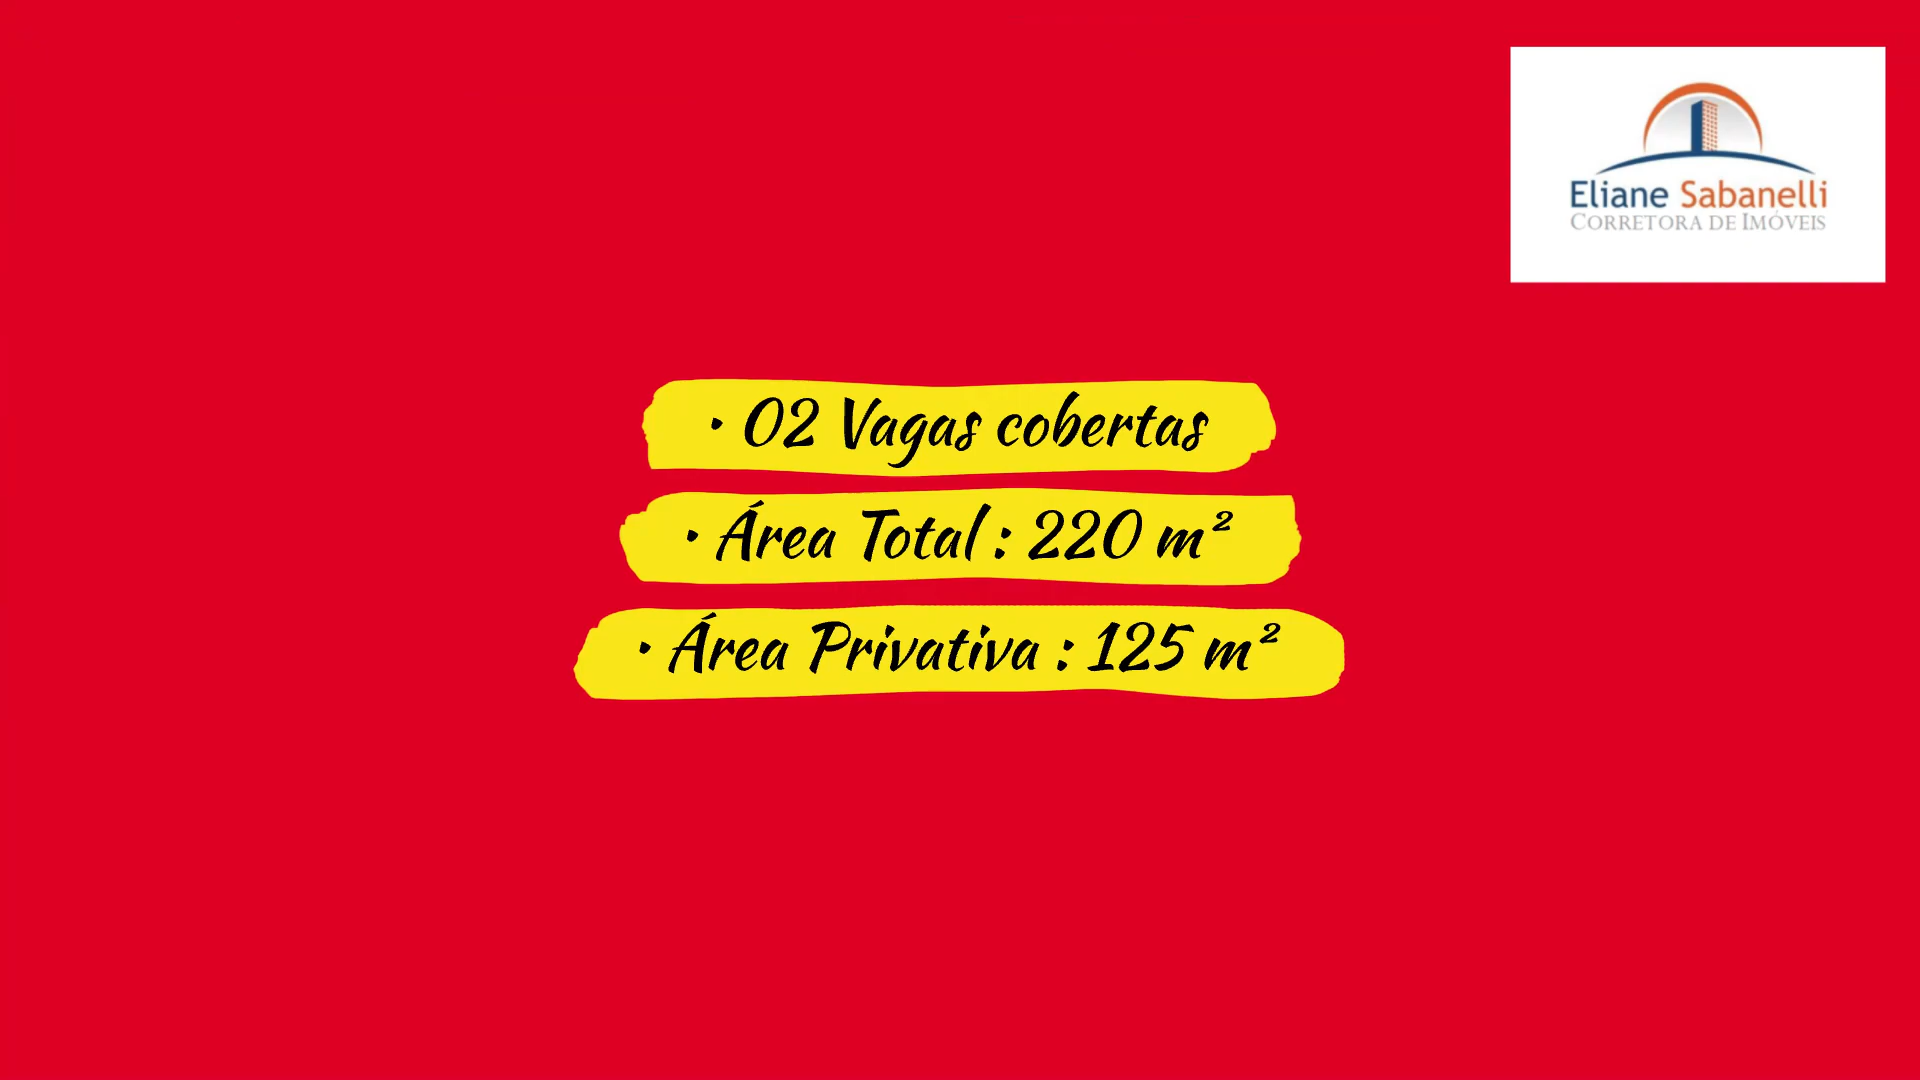 Eliane Sabanelli
CORRETORA DE IMÓVEIS
• 02 Vagas cobertas
• Área Total : 220 m²
• Área Privativa : 125 m²